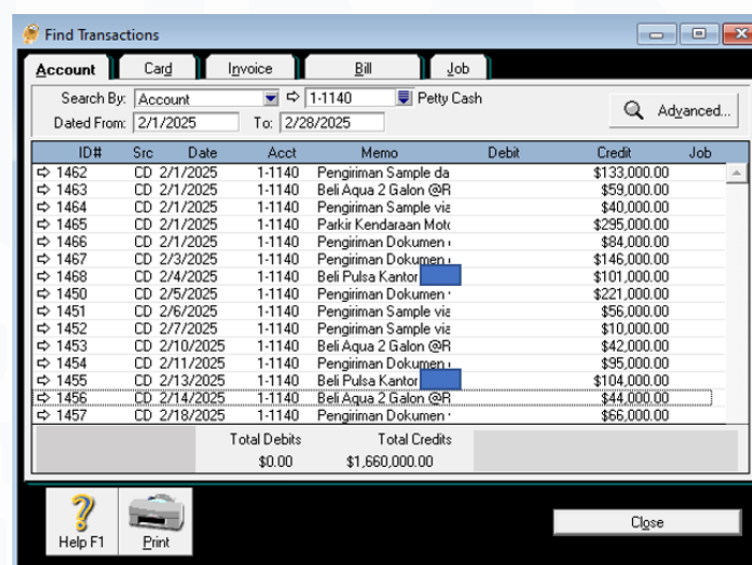 Find Transactions
Account Card Invoice Bill Job
Search By: Account 1-1140 Petty Cash
Advanced...
Dated From: 2/1/2025 To: 2/28/2025
ID# Src Date Acct Memo Debit Credit Job
1462 CD 2/1/2025 1-1140 Pengiriman Sample da $133,000.00
1463 CD 2/1/2025 1-1140 Beli Aqua 2 Galon @R $59,000.00
1464 CD 2/1/2025 1-1140 Pengiriman Sample via $40,000.00
1465 CD 2/1/2025 1-1140 Parkir Kendaraan Moto $295,000.00
1466 CD 2/1/2025 1-1140 Pengiriman Dokumen $84,000.00
1467 CD 2/3/2025 1-1140 Pengiriman Dokumen $146,000.00
1468 CD 2/4/2025 1-1140 Beli Pulsa Kantor $101,000.00
1450 CD 2/5/2025 1-1140 Pengiriman Dokumen $221,000.00
1451 CD 2/6/2025 1-1140 Pengiriman Sample via $56,000.00
1452 CD 2/7/2025 1-1140 Pengiriman Sample via $10,000.00
1453 CD 2/10/2025 1-1140 Beli Aqua 2 Galon @R $42,000.00
1454 CD 2/11/2025 1-1140 Pengiriman Dokumen $95,000.00
1455 CD 2/13/2025 1-1140 Beli Pulsa Kantor $104,000.00
1456 CD 2/14/2025 1-1140 Beli Aqua 2 Galon @R $44,000.00
1457 CD 2/18/2025 1-1140 Pengiriman Dokumen $66,000.00
Total Debits Total Credits
$0.00 $1,660,000.00
Help F1 Print Close